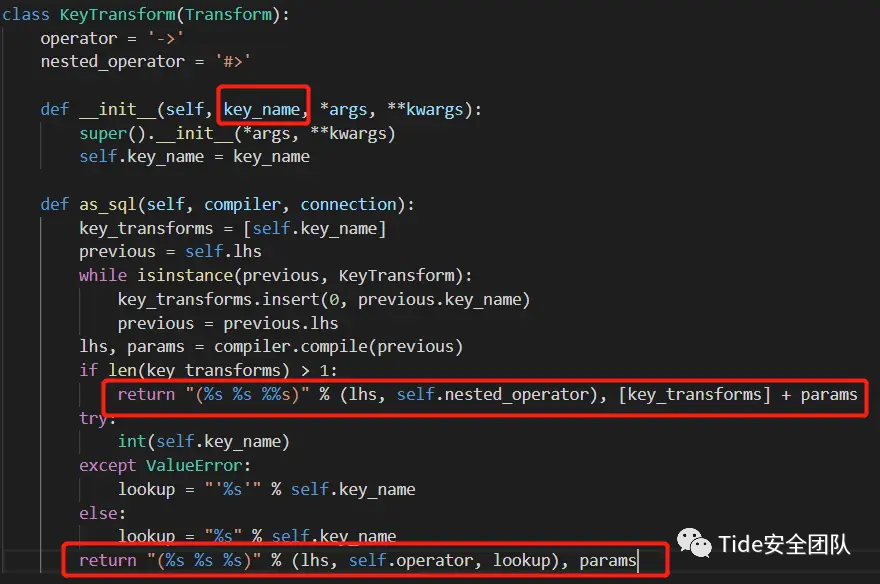 class KeyTransform(Transform):
    operator = '->'
    nested_operator = '#>'

    def __init__(self, key_name, *args, **kwargs):
        super().__init__(*args, **kwargs)
        self.key_name = key_name

    def as_sql(self, compiler, connection):
        key_transforms = [self.key_name]
        previous = self.lhs
        while isinstance(previous, KeyTransform):
            key_transforms.insert(0, previous.key_name)
            previous = previous.lhs
        lhs, params = compiler.compile(previous)
        if len(key_transforms) > 1:
            return "(%s %s %%s)" % (lhs, self.nested_operator), [key_transforms] + params
        try:
            int(self.key_name)
        except ValueError:
            lookup = "'%s'" % self.key_name
        else:
            lookup = "%s" % self.key_name
        return "(%s %s %s)" % (lhs, self.operator, lookup), params
Tide安全团队